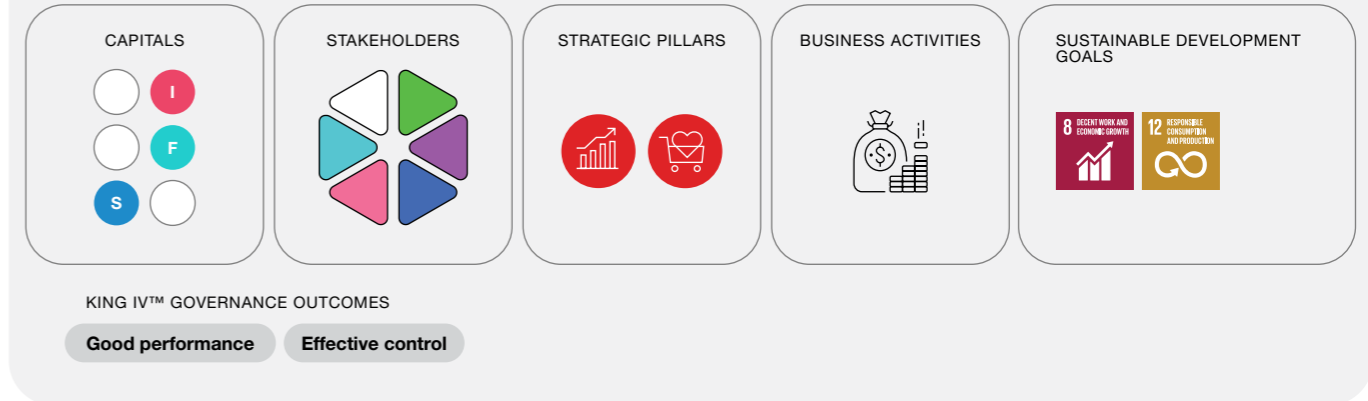 CAPITALS
I
F
S
STAKEHOLDERS
STRATEGIC PILLARS
BUSINESS ACTIVITIES
$
SUSTAINABLE DEVELOPMENT
GOALS
8 DECENT WORK AND
ECONOMIC GROWTH
12 RESPONSIBLE
CONSUMPTION
AND PRODUCTION
KING IV™ GOVERNANCE OUTCOMES
Good performance
Effective control